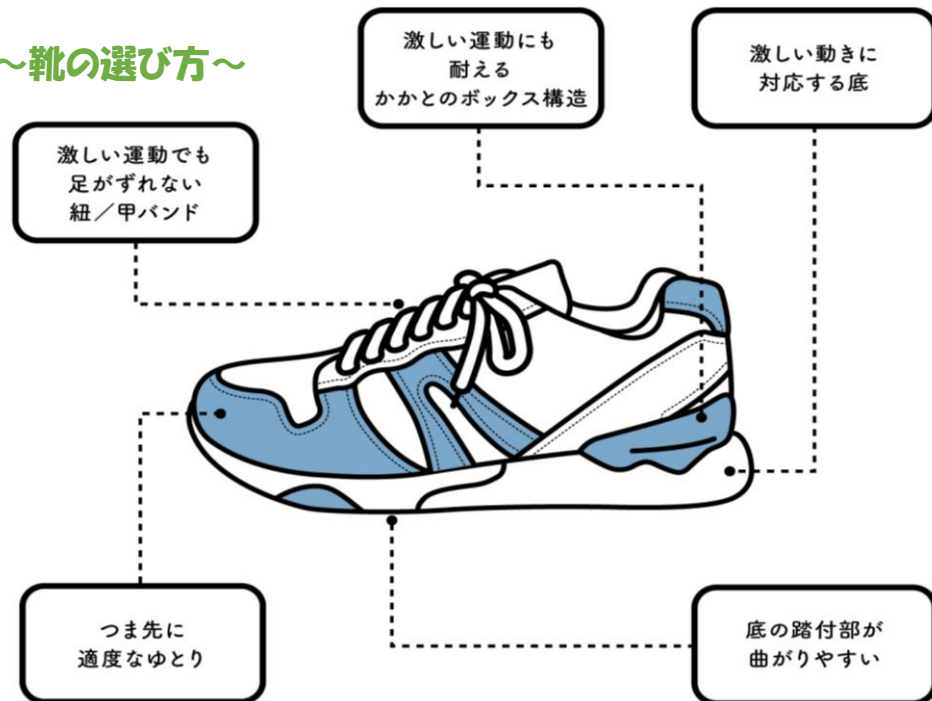 ～靴の選び方～
激しい運動にも
耐える
かかとのボックス構造
激しい動きに
対応する底
激しい運動でも
足がずれない
紐／甲バンド
つま先に
適度なゆとり
底の踏付部が
曲がりやすい